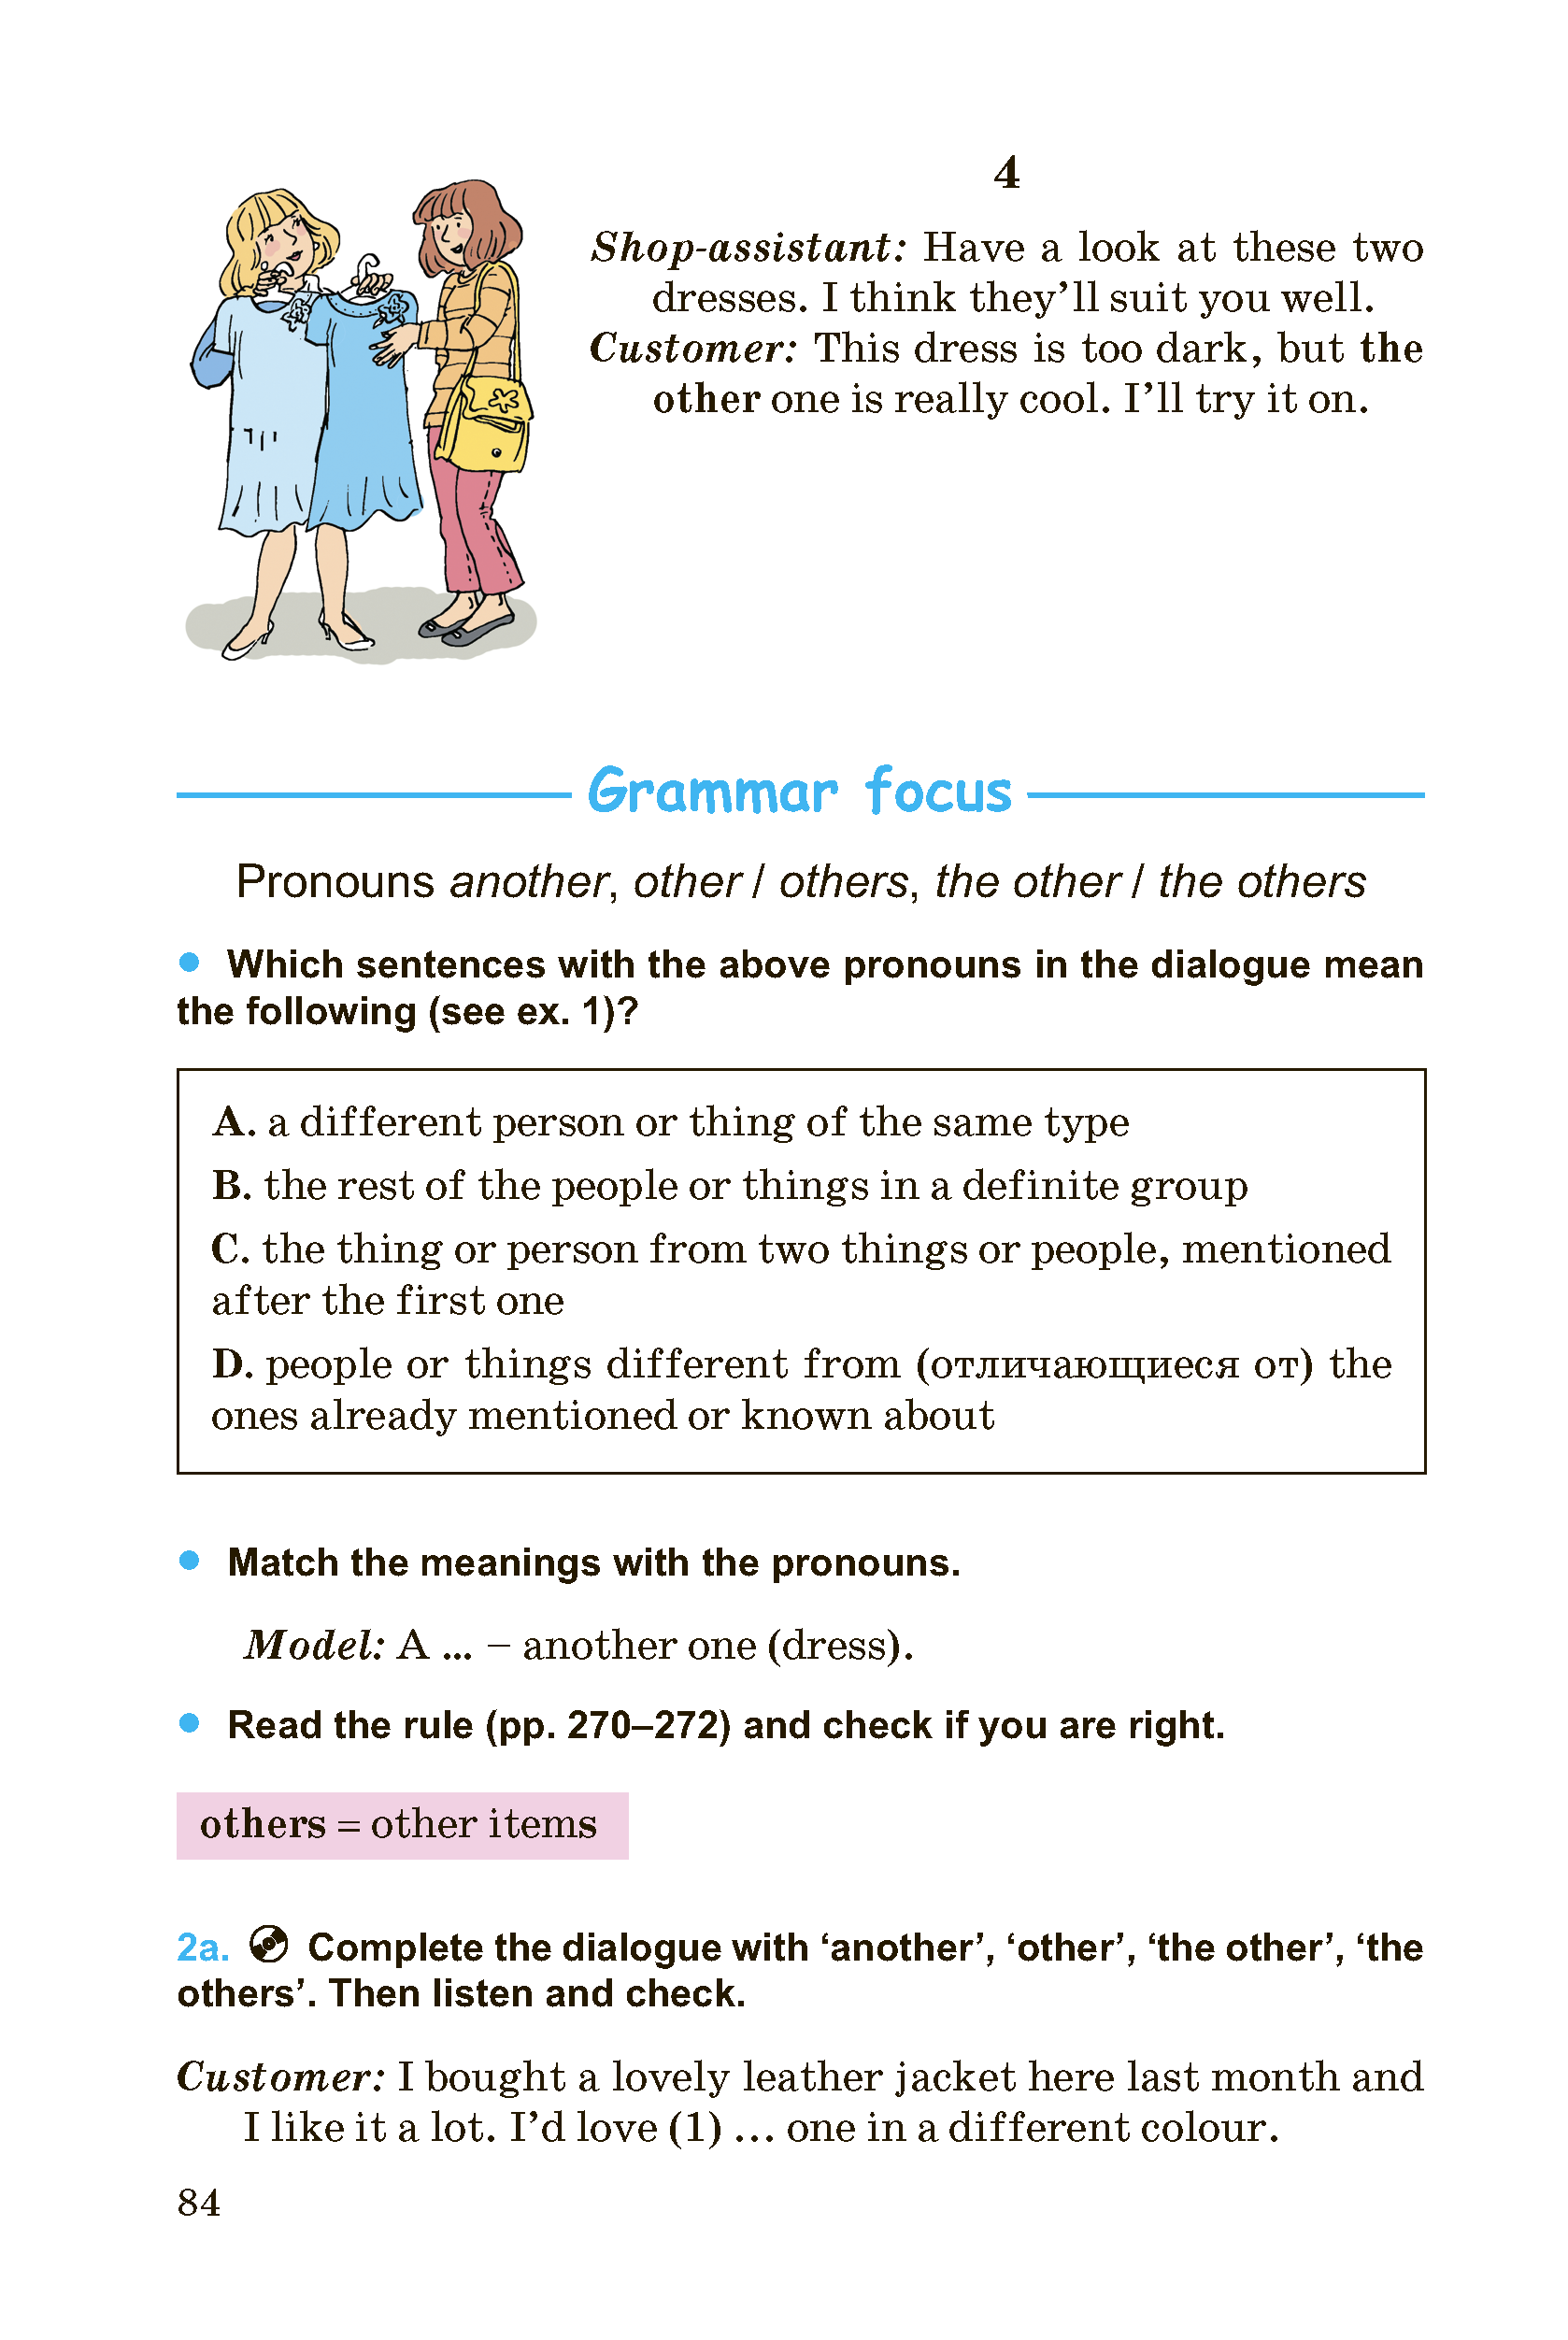 4
Shop-assistant: Have a look at these two
dresses. I think they’ll suit you well.
Customer: This dress is too dark, but the
other one is really cool. I’ll try it on.
Grammar focus
Pronouns another, other / others, the other / the others
• Which sentences with the above pronouns in the dialogue mean
the following (see ex. 1)?
A. a different person or thing of the same type
B. the rest of the people or things in a definite group
C. the thing or person from two things or people, mentioned
after the first one
D. people or things different from (отличающиеся от) the
ones already mentioned or known about
• Match the meanings with the pronouns.
Model: A ... – another one (dress).
• Read the rule (pp. 270–272) and check if you are right.
others = other items
2a. Complete the dialogue with ‘another’, ‘other’, ‘the other’, ‘the
others’. Then listen and check.
Customer: I bought a lovely leather jacket here last month and
I like it a lot. I’d love (1) ... one in a different colour.
84